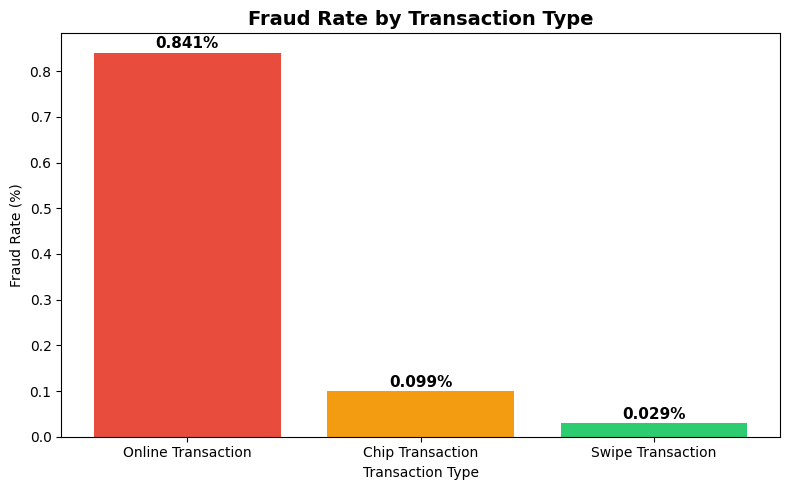 Fraud Rate by Transaction Type
Fraud Rate (%)
0.8
0.7
0.6
0.5
0.4
0.3
0.2
0.1
0.0
0.841%
0.099%
0.029%
Online Transaction
Chip Transaction
Swipe Transaction
Transaction Type